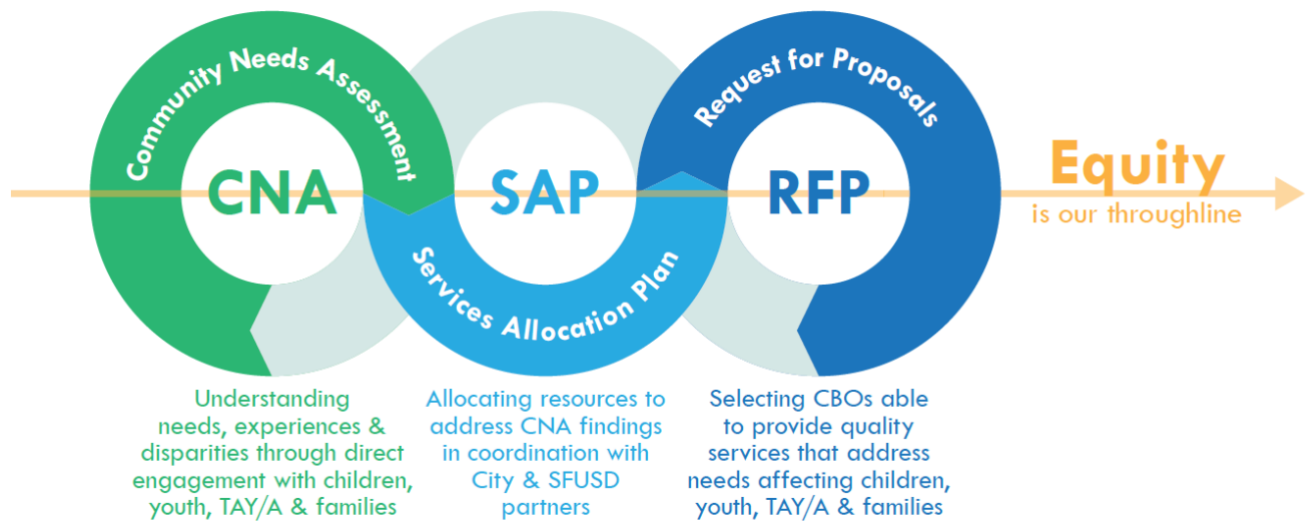 Community Needs Assessment
CNA
Understanding
needs, experiences &
disparities through direct
engagement with children,
youth, TAY/A & families
SAP
Services Allocation Plan
Allocating resources to
address CNA findings
in coordination with
City & SFUSD
partners
Request for Proposals
RFP
Selecting CBOs able
to provide quality
services that address
needs affecting children,
youth, TAY/A & families
Equity
is our throughline